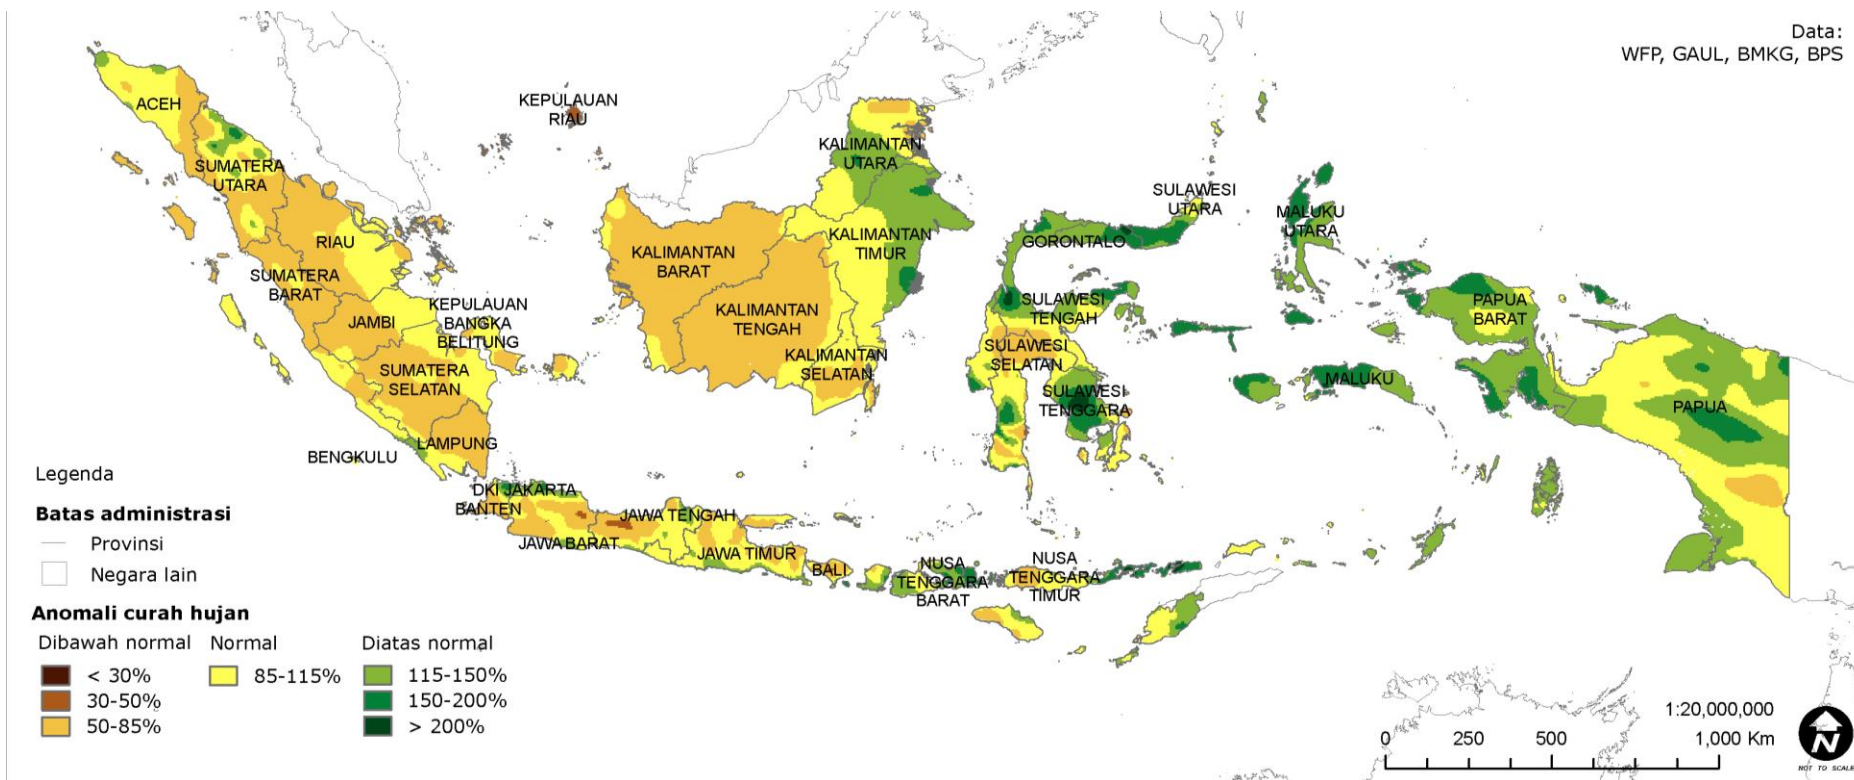 Data:
WFP, GAUL, BMKG, BPS
ACEH
KEPULAUAN
RIAU
SUMATERA
UTARA
KALIMANTAN
UTARA
SULAWESI
UTARA
MALUKU
UTARA
RIAU
KALIMANTAN
BARAT
KALIMANTAN
TIMUR
GORONTALO
SUMATERA
BARAT
KEPULAUAN
BANGKA
BELITUNG
JAMBI
KALIMANTAN
TENGAH
SULAWESI
TENGAH
PAPUA
BARAT
SUMATERA
SELATAN
KALIMANTAN
SELATAN
SULAWESI
SELATAN
SULAWESI
TENGGARA
MALUKU
PAPUA
LAMPUNG
BENGKULU
DKI JAKARTA
BANTEN
JAWA TENGAH
JAWA BARAT
JAWA TIMUR
BALI
NUSA
TENGGARA
BARAT
NUSA
TENGGARA
TIMUR
Legenda
Batas administrasi
Provinsi
Negara lain
Anomali curah hujan
Dibawah normal
< 30%
30-50%
50-85%
Normal
85-115%
Diatas normal
115-150%
150-200%
> 200%
1:20,000,000
0 250 500 1,000 Km
N
NOT TO SCALE